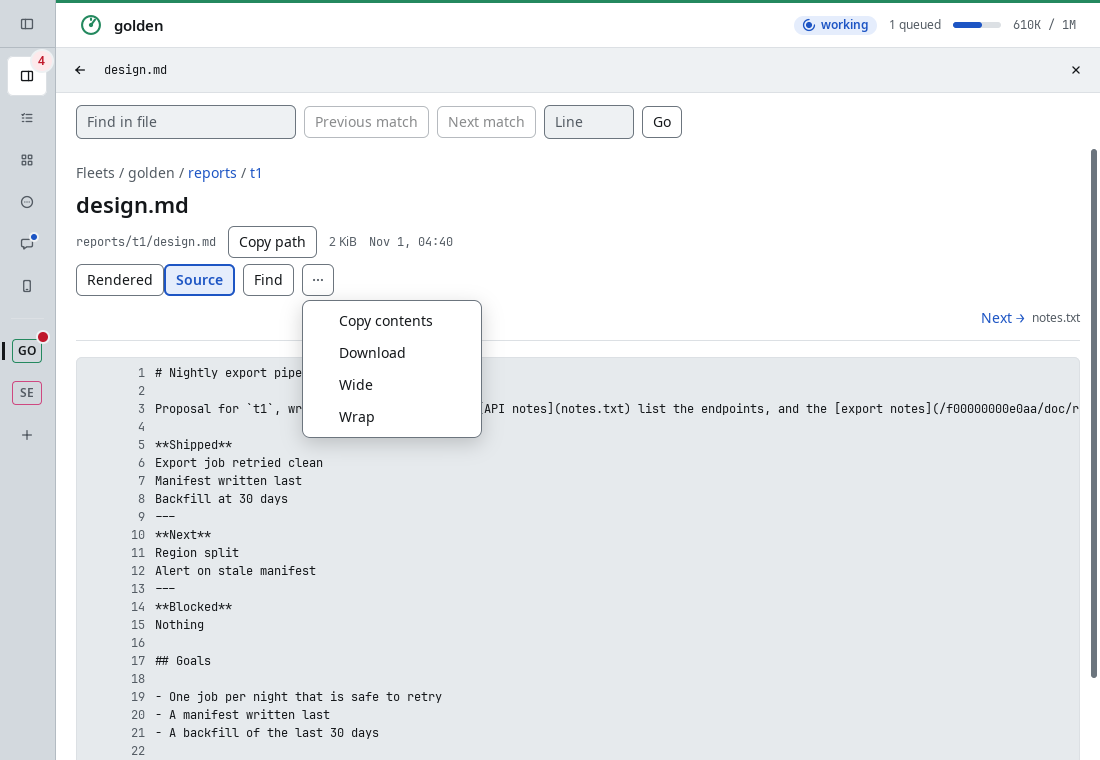 golden
working
1 queued
610K / 1M
4
design.md
Find in file
Previous match
Next match
Line
Go
Fleets / golden / reports / t1
design.md
reports/t1/design.md
Copy path
2 KiB
Nov 1, 04:40
Rendered
Source
Find
···
Copy contents
Download
Wide
Wrap
Next →
notes.txt
GO
SE
1 # Nightly export pipe
2
3 Proposal for `t1`, wr [API notes](notes.txt) list the endpoints, and the [export notes](/f00000000e0aa/doc/r
4
5 **Shipped**
6 Export job retried clean
7 Manifest written last
8 Backfill at 30 days
9 ---
10 **Next**
11 Region split
12 Alert on stale manifest
13 ---
14 **Blocked**
15 Nothing
16
17 ## Goals
18
19 - One job per night that is safe to retry
20 - A manifest written last
21 - A backfill of the last 30 days
22